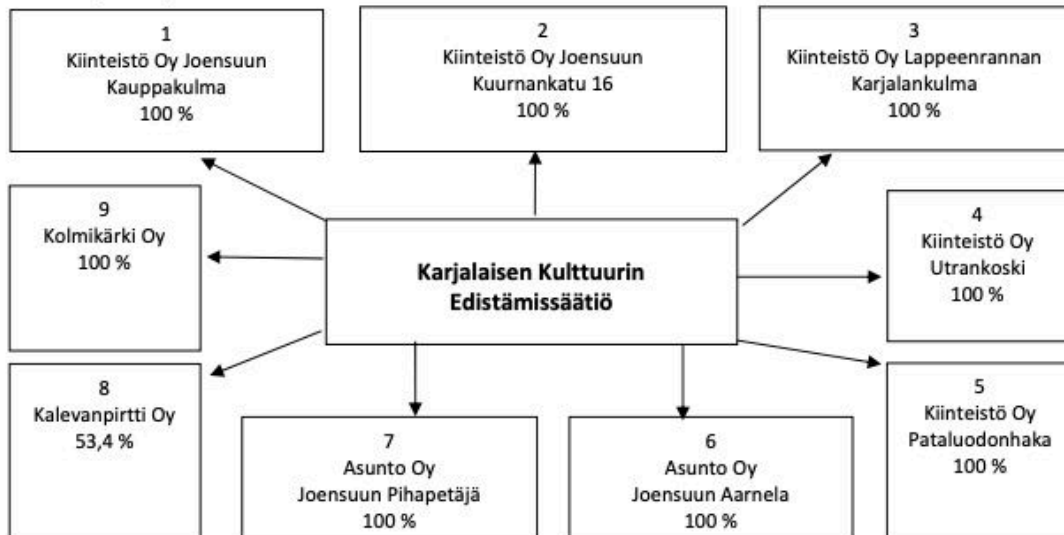 1
Kiinteistö Oy Joensuun
Kauppakulma
100 %
2
Kiinteistö Oy Joensuun
Kuurnankatu 16
100 %
3
Kiinteistö Oy Lappeenrannan
Karjalankulma
100 %
9
Kolmikärki Oy
100 %
Karjalaisen Kulttuurin
Edistämissäätiö
4
Kiinteistö Oy
Utrankoski
100 %
8
Kalevanpirtti Oy
53,4 %
7
Asunto Oy
Joensuun Pihapetäjä
100 %
6
Asunto Oy
Joensuun Aarnela
100 %
5
Kiinteistö Oy
Pataluodonhaka
100 %